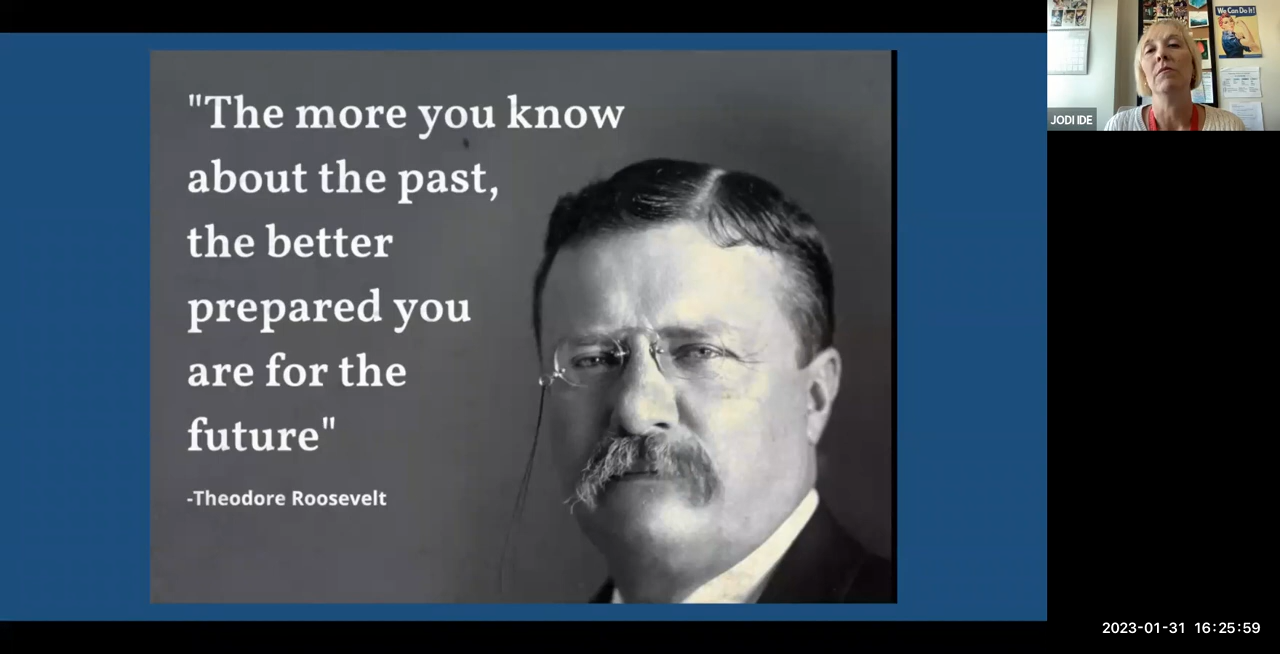 "The more you know
about the past,
the better
prepared you
are for the
future"
-Theodore Roosevelt
We Can Do It!
JODI IDE
2023-01-31 16:25:59